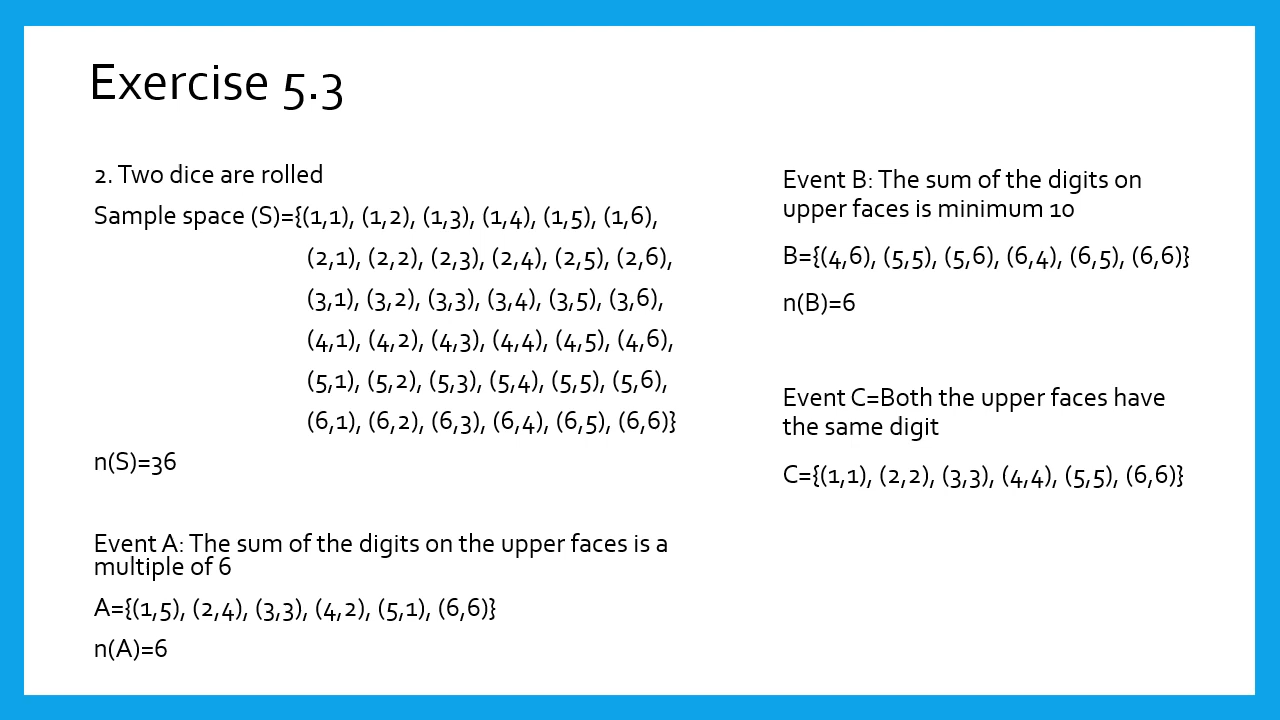 Exercise 5.3
2. Two dice are rolled
Sample space (S)={(1,1), (1,2), (1,3), (1,4), (1,5), (1,6),
(2,1), (2,2), (2,3), (2,4), (2,5), (2,6),
(3,1), (3,2), (3,3), (3,4), (3,5), (3,6),
(4,1), (4,2), (4,3), (4,4), (4,5), (4,6),
(5,1), (5,2), (5,3), (5,4), (5,5), (5,6),
(6,1), (6,2), (6,3), (6,4), (6,5), (6,6)}
n(S)=36
Event A: The sum of the digits on the upper faces is a
multiple of 6
A={(1,5), (2,4), (3,3), (4,2), (5,1), (6,6)}
n(A)=6
Event B: The sum of the digits on
upper faces is minimum 10
B={(4,6), (5,5), (5,6), (6,4), (6,5), (6,6)}
n(B)=6
Event C=Both the upper faces have
the same digit
C={(1,1), (2,2), (3,3), (4,4), (5,5), (6,6)}